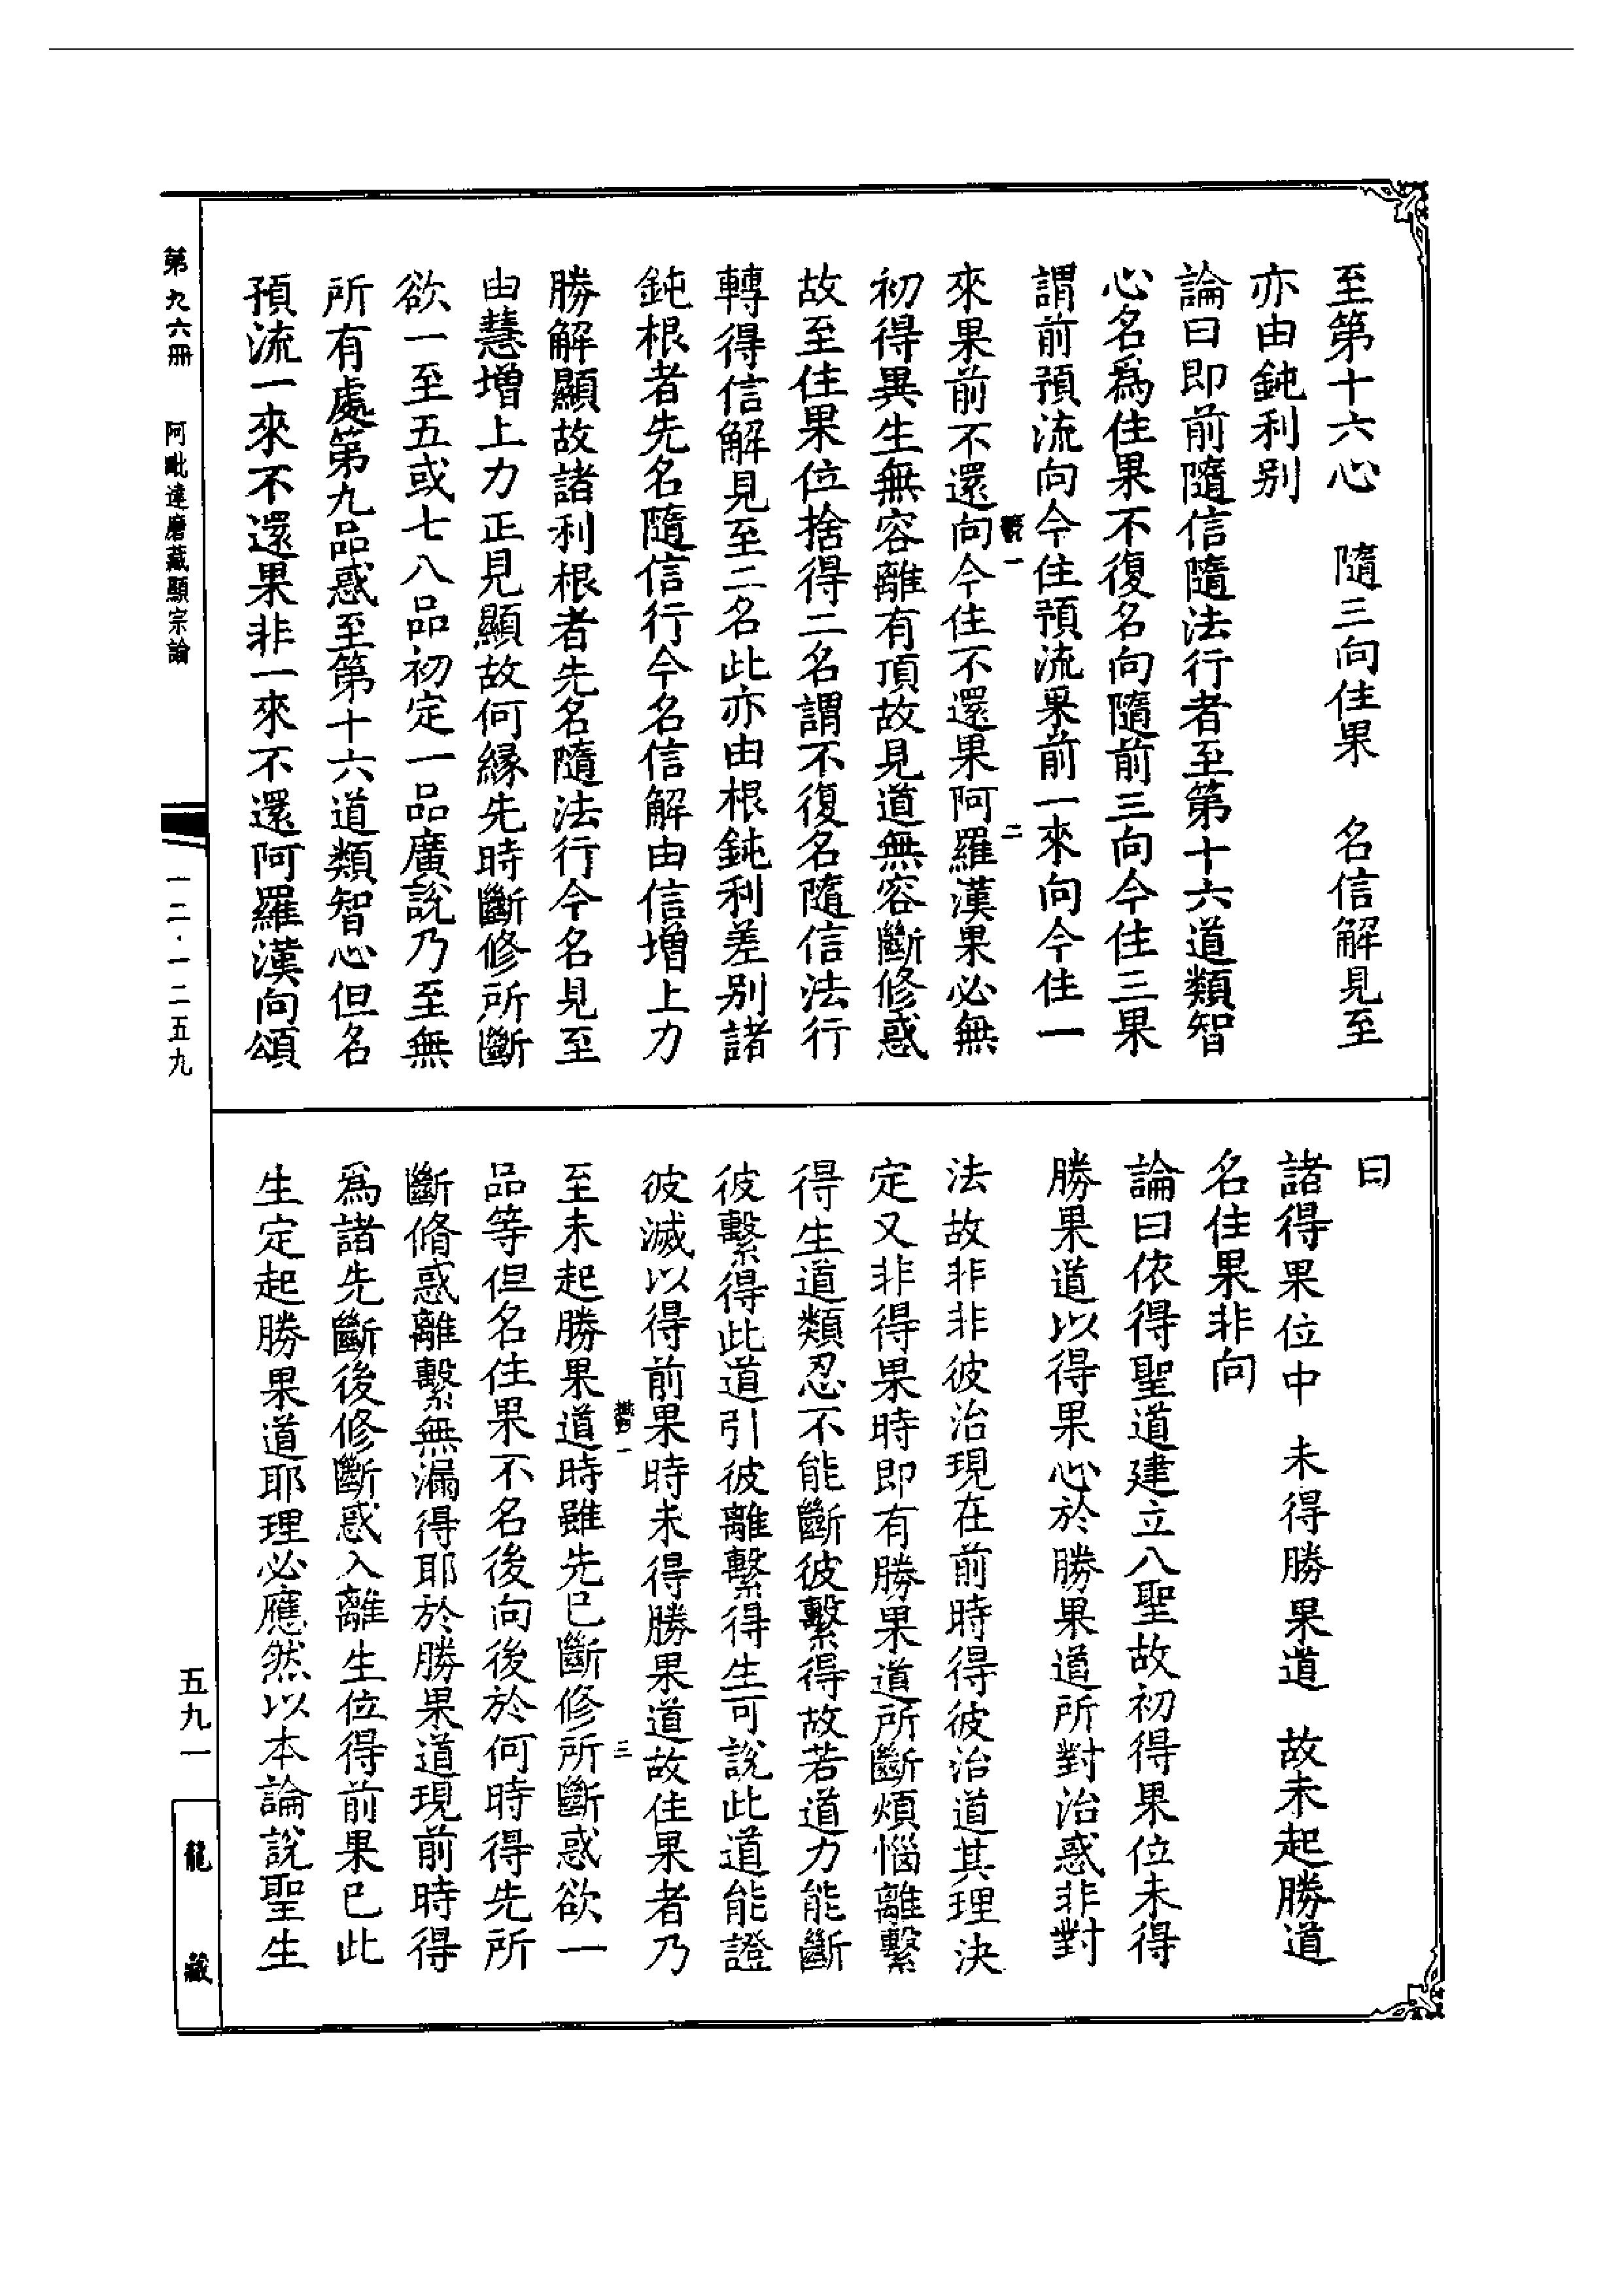 至第十六心　隨三向住果　名信解見至
亦由鈍利別
論曰即前隨信隨法行者至第十六道類智
心名爲住果不復名向隨前三向今住三果
謂前預流向今住預流果前一來向今住一
來果前不還向今住不還果阿羅漢果必無
初得異生無容離有頂故見道無容斷修惑
故至住果位捨得二名謂不復名隨信法行
轉得信解見至二名此亦由根鈍利差別諸
鈍根者先名隨信行今名信解由信增上力
勝解顯故諸利根者先名隨法行今名見至
由慧增上力正見顯故何緣先時斷修所斷
欲一至五或七八品初定一品廣說乃至無
所有處第九品惑至第十六道類智心但名
預流一來不還果非一來不還阿羅漢向頌
曰
諸得果位中　未得勝果道　故未起勝道
名住果非向
論曰依得聖道建立八聖故初得果位未得
勝果道以得果心於勝果道所對治惑非對
法故非非彼治現在前時得彼治道其理決
定又非得果時即有勝果道所斷煩惱離繫
得生道類忍不能斷彼繫得故若道力能斷
彼繫得此道引彼離繫得生可說此道能證
彼滅以得前果時未得勝果道故住果者乃
至未起勝果道時雖先已斷修所斷惑欲一
品等但名住果不名後向後於何時得先所
斷脩惑離繫無漏得耶於勝果道現前時得
爲諸先斷後修斷惑入離生位得前果已此
生定起勝果道耶理必應然以本論說聖生
第九六冊　阿毗達磨藏顯宗論
一二·一二五九
五九一
龍藏
一
二
一
三